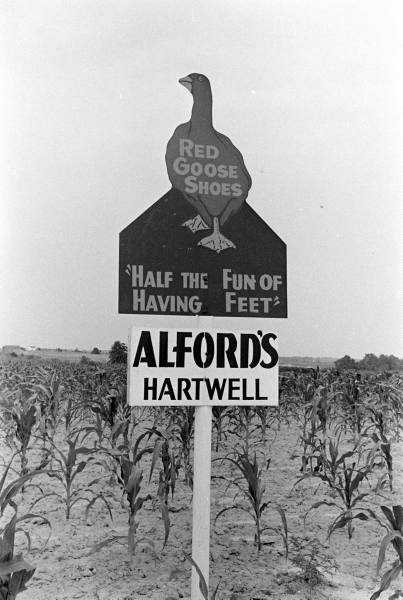 RED
GOOSE
SHOES
"HALF THE FUN OF
HAVING FEET"
ALFORD'S
HARTWELL